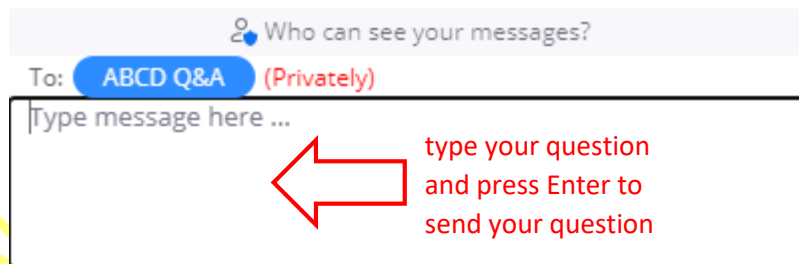 Who can see your messages?
To: ABCD Q&A (Privately)
Type message here ...
type your question
and press Enter to
send your question